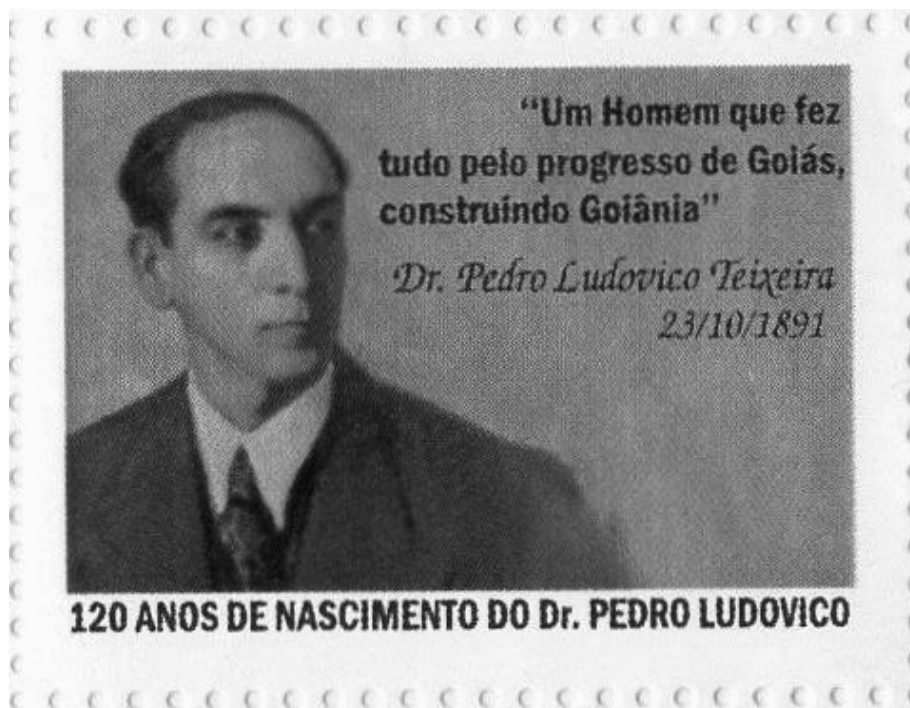 “Um Homem que fez
tudo pelo progresso de Goiás,
construindo Goiânia”
Dr. Pedro Ludovico Teixeira
23/10/1891
120 ANOS DE NASCIMENTO DO Dr. PEDRO LUDOVICO